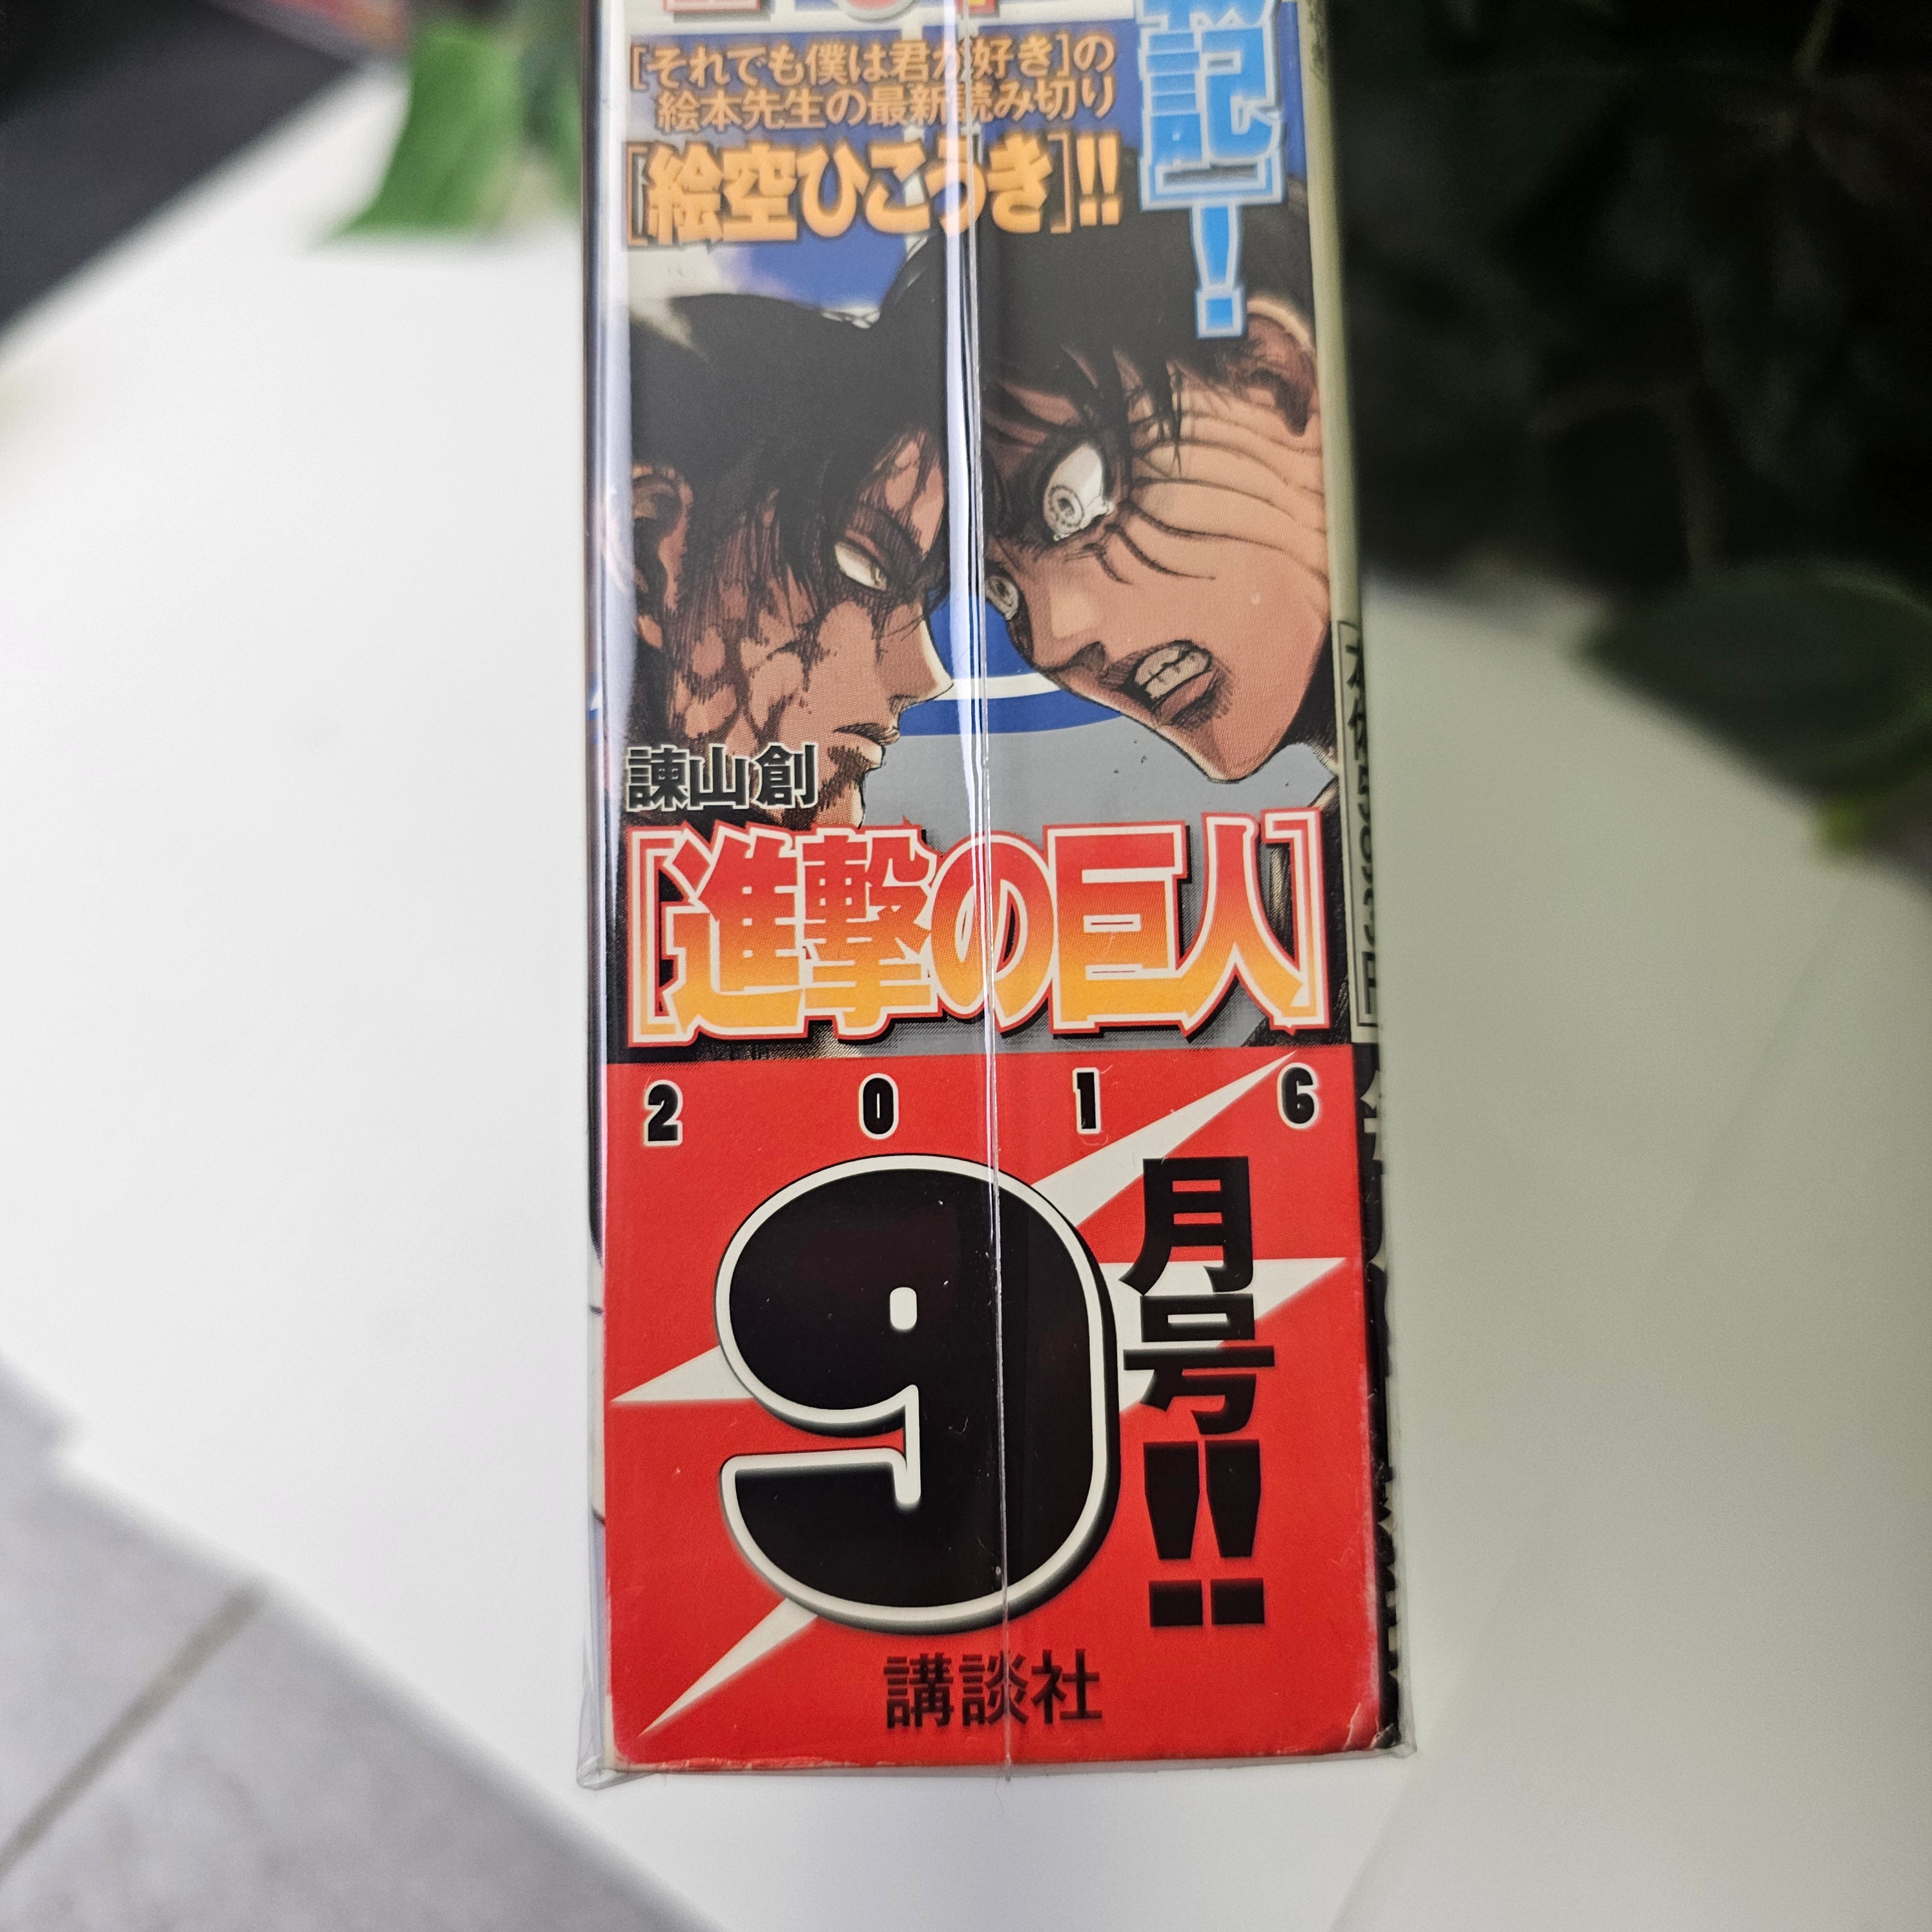 [それでも僕は君が好き]の
絵本先生の最新読み切り
[絵空ひこうき]!!
物記]!
諫山創
[進撃の巨人]
2016
9月号!!
講談社